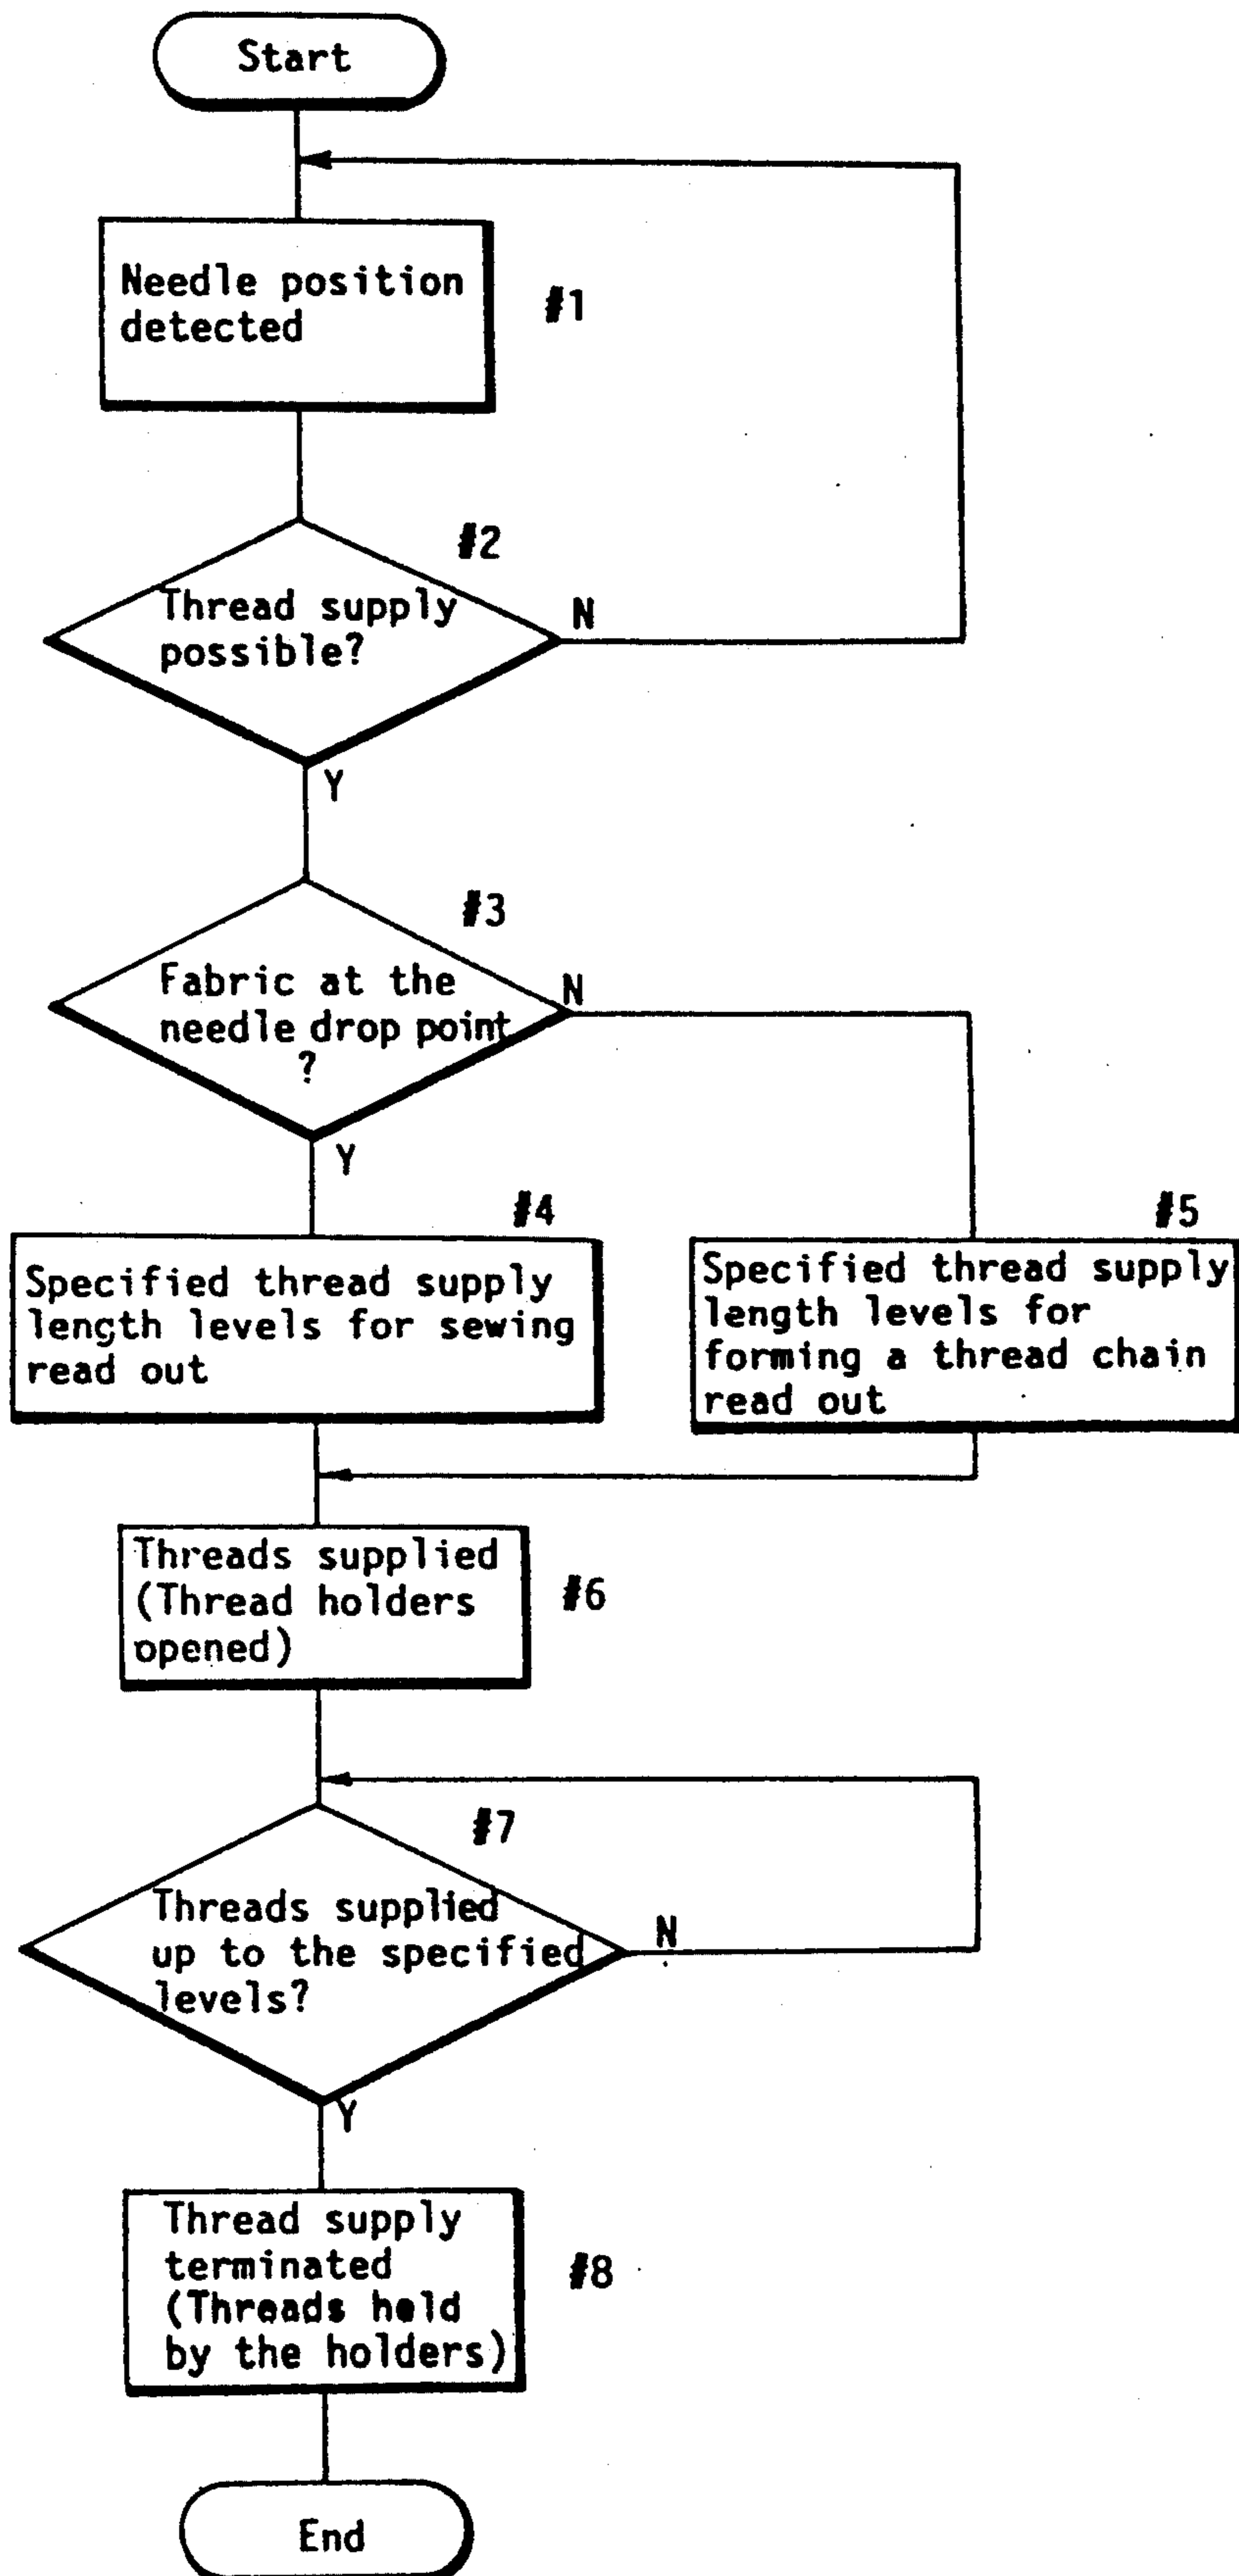 Start
Needle position
detected
#1
#2
Thread supply
possible?
N
Y
#3
Fabric at the
needle drop point
?
N
Y
#4
Specified thread supply
length levels for sewing
read out
#5
Specified thread supply
length levels for
forming a thread chain
read out
Threads supplied
(Thread holders
opened)
#6
#7
Threads supplied
up to the specified
levels?
N
Y
Thread supply
terminated
(Threads held
by the holders)
#8
End